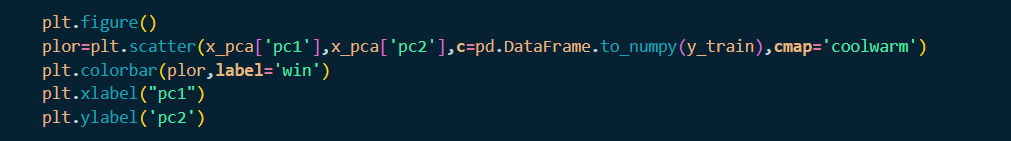 plt.figure()
plor=plt.scatter(x_pca['pc1'],x_pca['pc2'],c=pd.DataFrame.to_numpy(y_train),cmap='coolwarm')
plt.colorbar(plor,label='win')
plt.xlabel("pc1")
plt.ylabel('pc2')